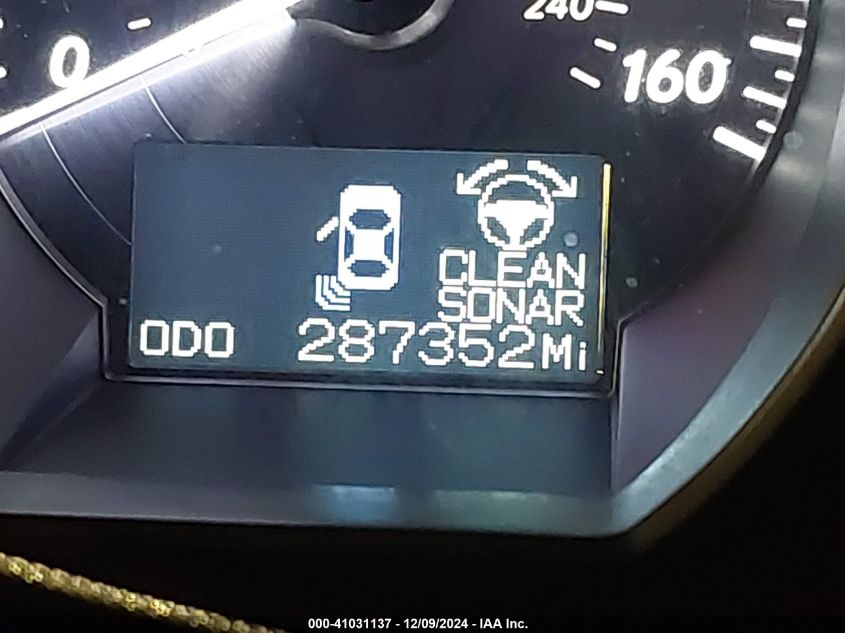 240
0
160
CLEAN
SONAR
ODO 287352Mi
000-41031137 - 12/09/2024 - IAA Inc.